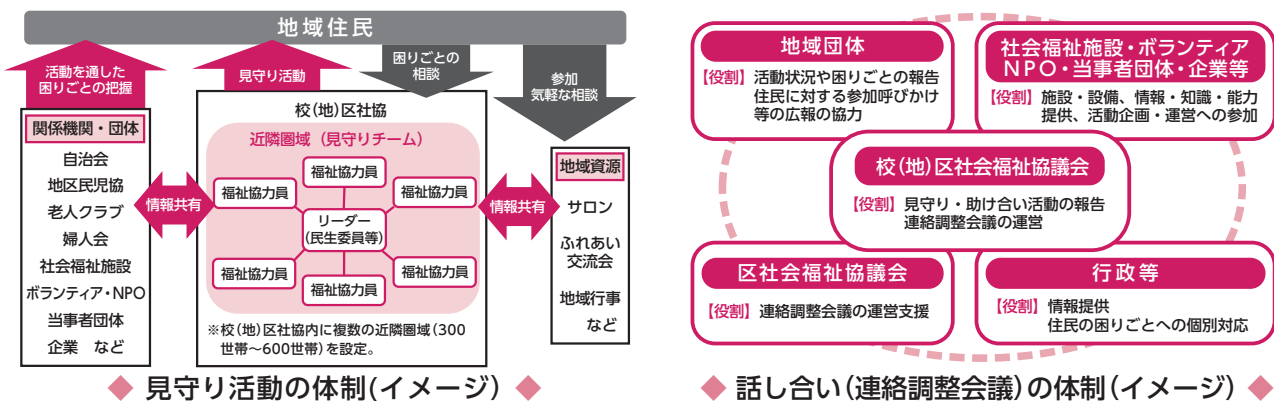 地域住民
活動を通した
困りごとの把握
見守り活動
困りごとの
相談
参加
気軽な相談
関係機関・団体
自治会
地区民児協
老人クラブ
婦人会
社会福祉施設
ボランティア・NPO
当事者団体
企業 など
情報共有
校(地)区社協
近隣圏域（見守りチーム）
福祉協力員
福祉協力員
福祉協力員
リーダー
(民生委員等)
福祉協力員
福祉協力員
福祉協力員
※校(地)区社協内に複数の近隣圏域(300
世帯〜600世帯)を設定。
情報共有
地域資源
サロン
ふれあい
交流会
地域行事
など
◆ 見守り活動の体制(イメージ) ◆
地域団体
【役割】活動状況や困りごとの報告
住民に対する参加呼びかけ
等の広報の協力
社会福祉施設・ボランティア
NPO・当事者団体・企業等
【役割】施設・設備、情報・知識・能力
提供、活動企画・運営への参加
校(地)区社会福祉協議会
【役割】見守り・助け合い活動の報告
連絡調整会議の運営
区社会福祉協議会
【役割】連絡調整会議の運営支援
行政等
【役割】情報提供
住民の困りごとへの個別対応
◆ 話し合い(連絡調整会議)の体制(イメージ) ◆